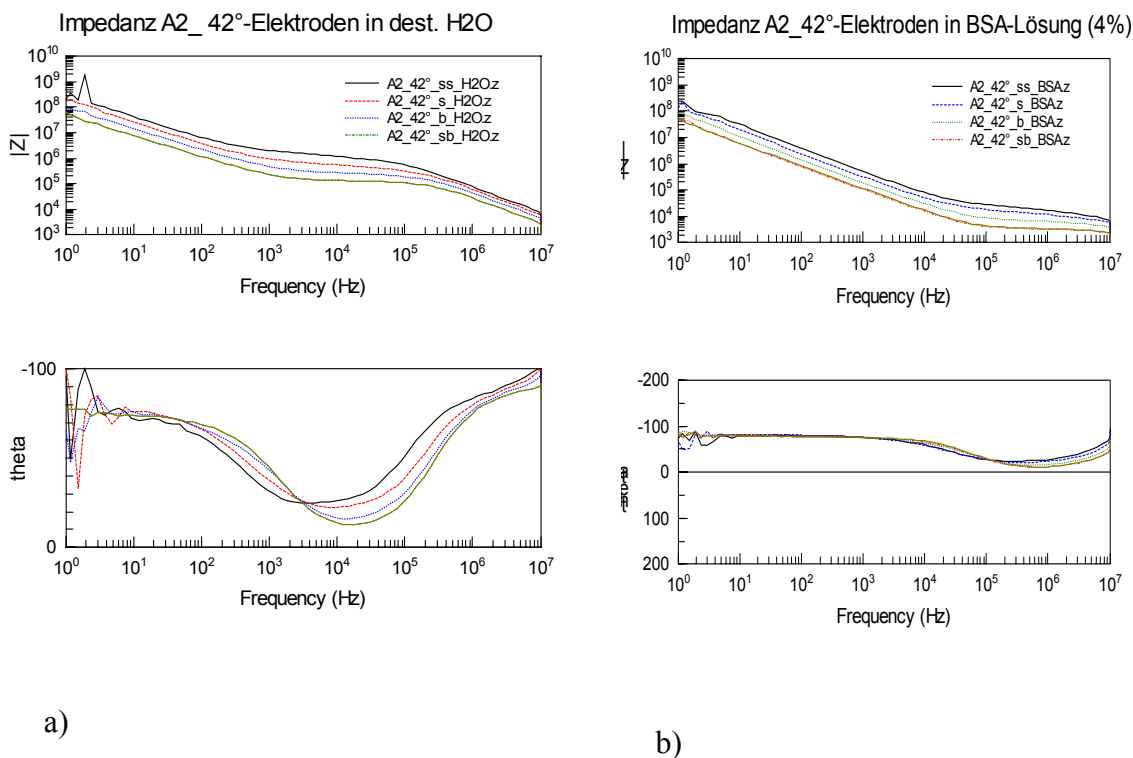 Impedanz A2_ 42°-Elektroden in dest. H2O
10^10
10^9
10^8
10^7
10^6
10^5
10^4
10^3
|Z|
A2_42°_ss_H2O.z
A2_42°_s_H2O.z
A2_42°_b_H2O.z
A2_42°_sb_H2O.z
10^0 10^1 10^2 10^3 10^4 10^5 10^6 10^7
Frequency (Hz)
-100
0
theta
10^0 10^1 10^2 10^3 10^4 10^5 10^6 10^7
Frequency (Hz)
a)
Impedanz A2_42°-Elektroden in BSA-Lösung (4%)
10^10
10^9
10^8
10^7
10^6
10^5
10^4
10^3
A2_42°_ss_BSAz
A2_42°_s_BSAz
A2_42°_b_BSAz
A2_42°_sb_BSAz
10^0 10^1 10^2 10^3 10^4 10^5 10^6 10^7
Frequency (Hz)
-200
-100
0
100
200
10^0 10^1 10^2 10^3 10^4 10^5 10^6 10^7
Frequency (Hz)
b)